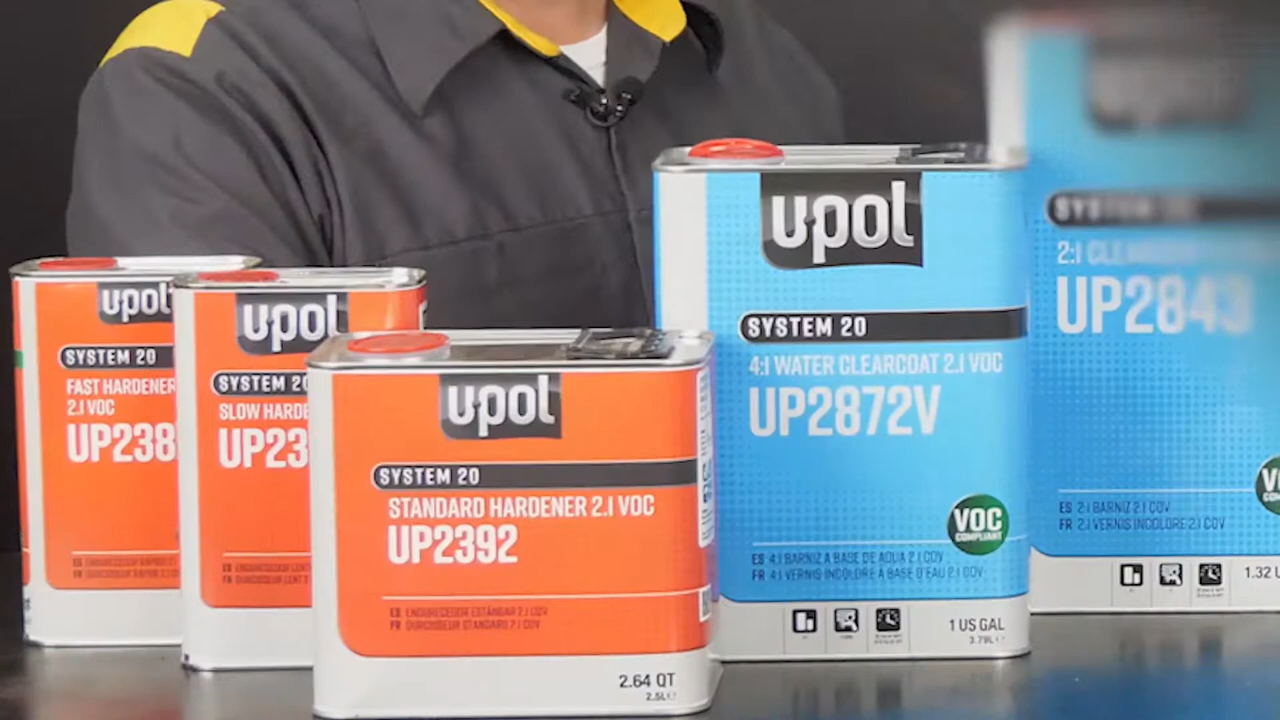 upol
SYSTEM 20
FAST HARDENER
2.1 VOC
UP238
upol
SYSTEM 20
SLOW HARDE
UP23
upol
SYSTEM 20
STANDARD HARDENER 2.1 VOC
UP2392
ES ENDURECEDOR ESTÁNDAR 2.1 COV
FR DURCISSEUR STANDARD 2.1 COV
2.64 QT
2.5L
upol
SYSTEM 20
4:1 WATER CLEARCOAT 2.1 VOC
UP2872V
VOC
COMPLIANT
ES 4:1 BARNIZ A BASE DE AGUA 2.1 COV
FR 4:1 VERNIS INCOLORE À BASE D'EAU 2.1 COV
1 US GAL
3.79L
SYSTEM 20
2:1
UP2843
ES 2:1 BARNIZ 2.1 COV
FR 2:1 VERNIS INCOLORE 2.1 COV
1.32 U